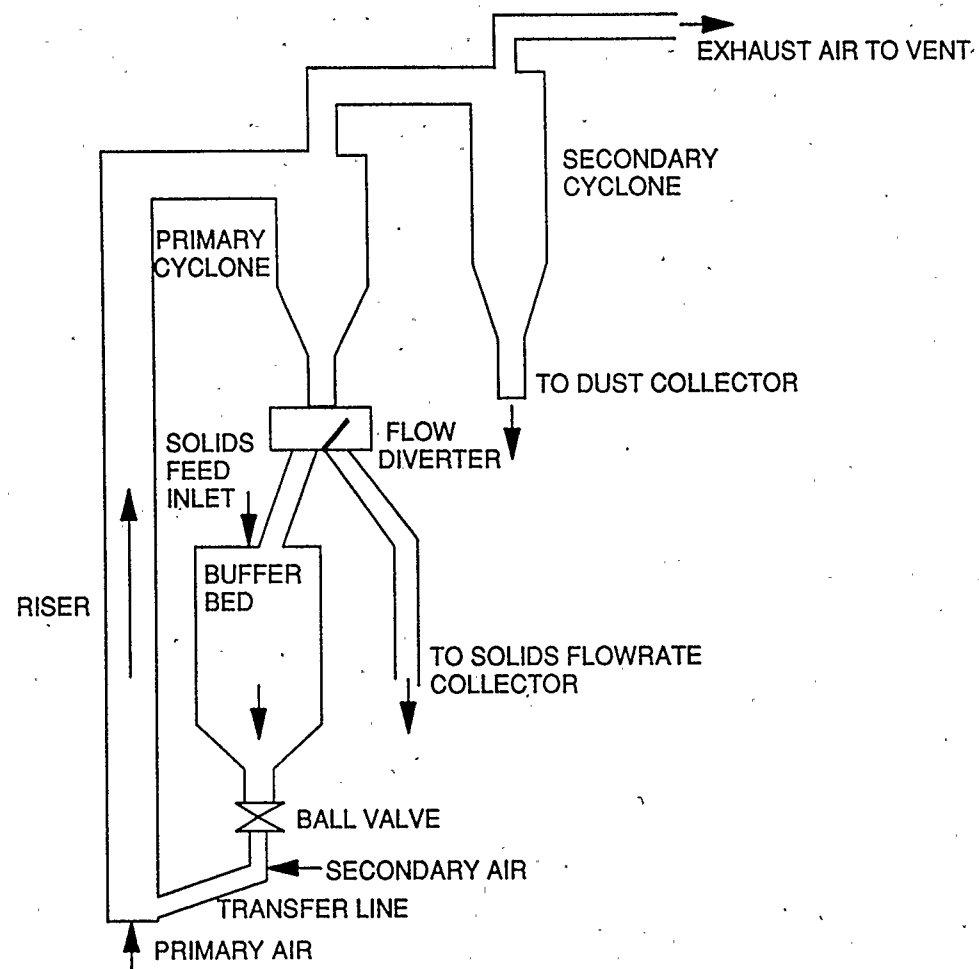 EXHAUST AIR TO VENT
SECONDARY
CYCLONE
PRIMARY
CYCLONE
TO DUST COLLECTOR
FLOW
DIVERTER
SOLIDS
FEED
INLET
BUFFER
BED
RISER
TO SOLIDS FLOWRATE
COLLECTOR
BALL VALVE
SECONDARY AIR
TRANSFER LINE
PRIMARY AIR